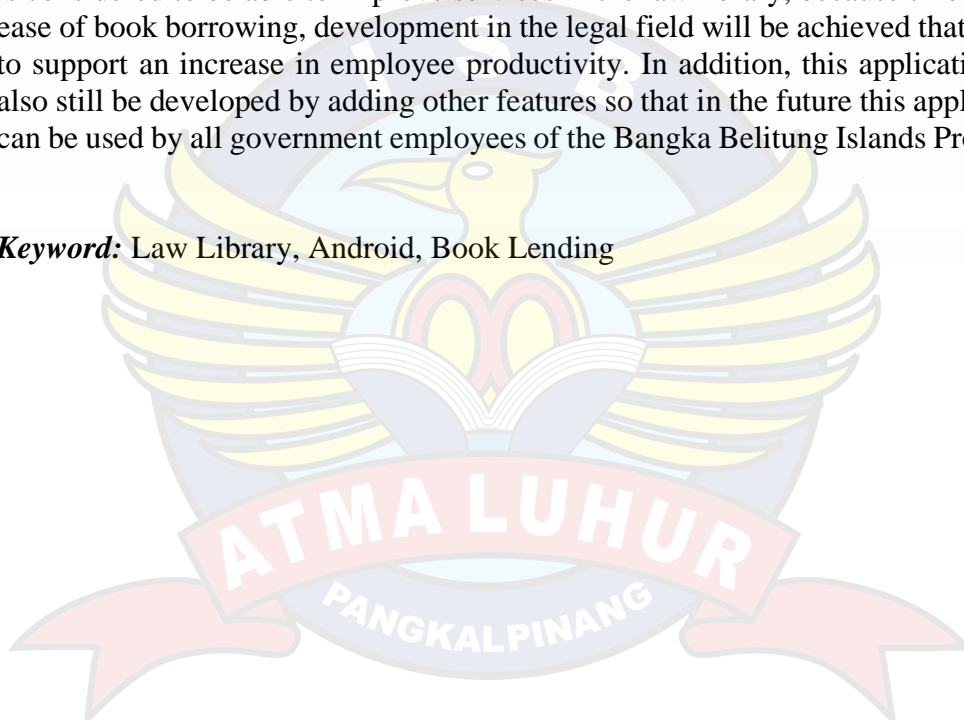 ease of book borrowing, development in the legal field will be achieved that
to support an increase in employee productivity. In addition, this applicati
also still be developed by adding other features so that in the future this appl
can be used by all government employees of the Bangka Belitung Islands Pr
Keyword: Law Library, Android, Book Lending
I S B
ATMA LUHUR
PANGKALPINANG